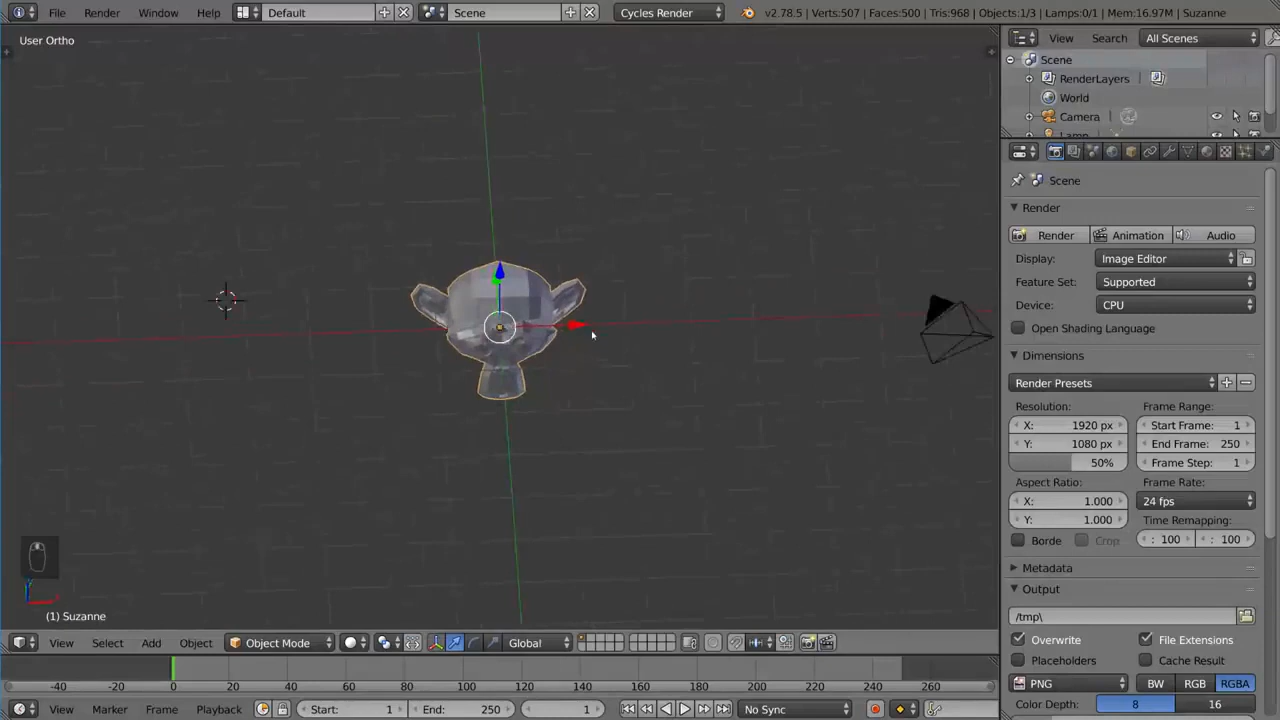 File Render Window Help Default Scene Cycles Render v2.78.5 | Verts:507 | Faces:500 | Tris:968 | Objects:1/3 | Lamps:0/1 | Mem:16.97M | Suzanne
User Ortho
View Search All Scenes
Scene
RenderLayers
World
Camera
Lamp
Scene
Render
Render Animation Audio
Display: Image Editor
Feature Set: Supported
Device: CPU
Open Shading Language
Dimensions
Render Presets
Resolution: Frame Range:
X: 1920 px Start Frame: 1
Y: 1080 px End Frame: 250
50% Frame Step: 1
Aspect Ratio: Frame Rate:
X: 1.000 24 fps
Y: 1.000 Time Remapping:
Borde Crop : 100 : 100
Metadata
Output
/tmp\
Overwrite File Extensions
Placeholders Cache Result
PNG BW RGB RGBA
Color Depth: 8 16
(1) Suzanne
View Select Add Object Object Mode Global
-40 -20 0 20 40 60 80 100 120 140 160 180 200 220 240 260
View Marker Frame Playback Start: 1 End: 250 1 No Sync